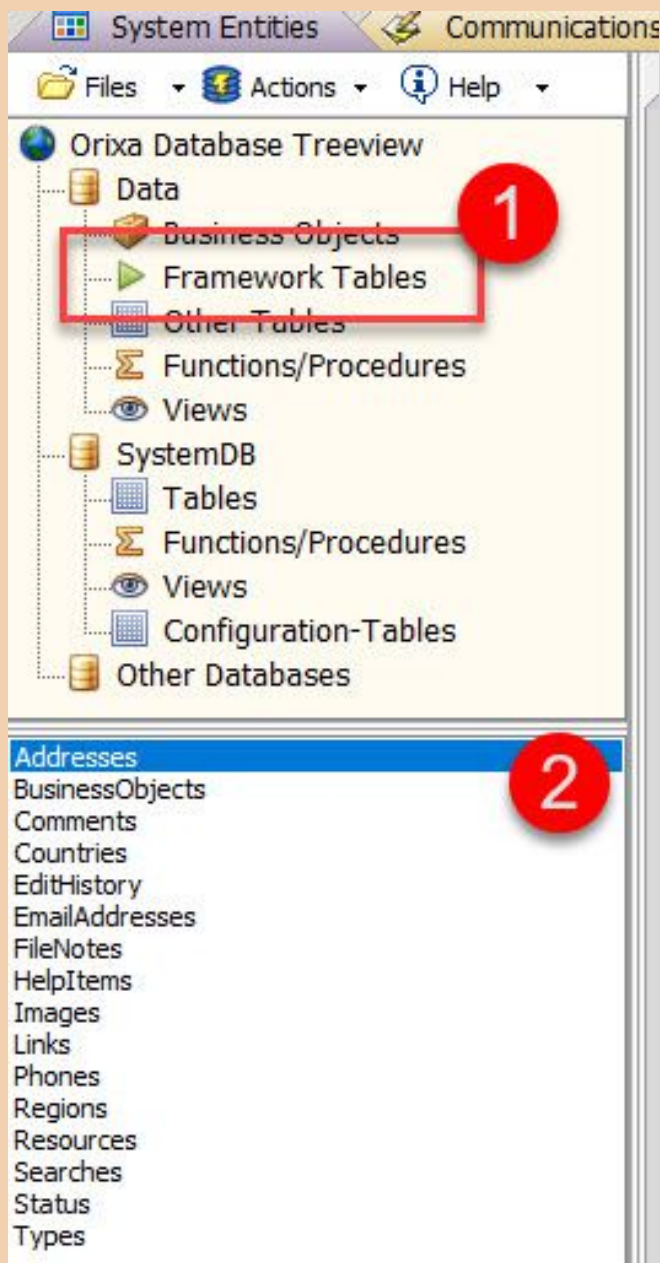 System Entities Communications
Files Actions Help
Orixa Database Treeview
Data
1
Business Objects
Framework Tables
Other Tables
Functions/Procedures
Views
SystemDB
Tables
Functions/Procedures
Views
Configuration-Tables
Other Databases
Addresses
2
BusinessObjects
Comments
Countries
EditHistory
EmailAddresses
FileNotes
HelpItems
Images
Links
Phones
Regions
Resources
Searches
Status
Types